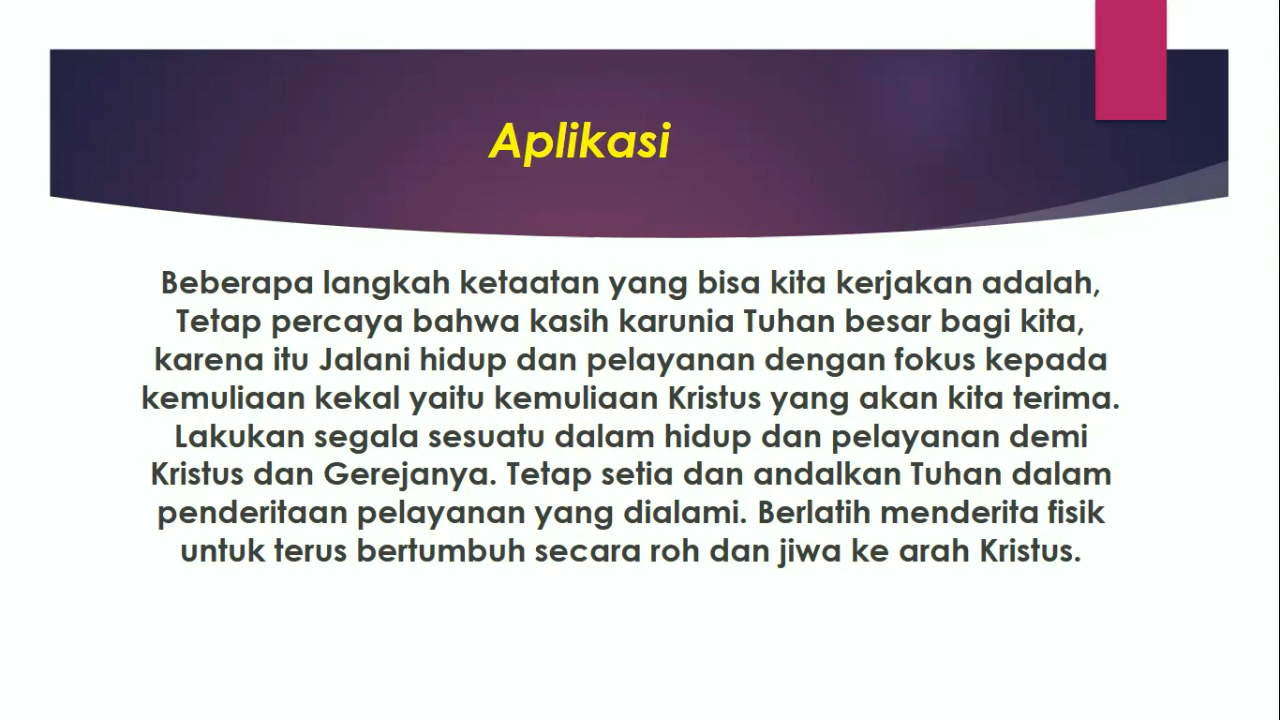 Aplikasi
Beberapa langkah ketaatan yang bisa kita kerjakan adalah,
Tetap percaya bahwa kasih karunia Tuhan besar bagi kita,
karena itu Jalani hidup dan pelayanan dengan fokus kepada
kemuliaan kekal yaitu kemuliaan Kristus yang akan kita terima.
Lakukan segala sesuatu dalam hidup dan pelayanan demi
Kristus dan Gerejanya. Tetap setia dan andalkan Tuhan dalam
penderitaan pelayanan yang dialami. Berlatih menderita fisik
untuk terus bertumbuh secara roh dan jiwa ke arah Kristus.